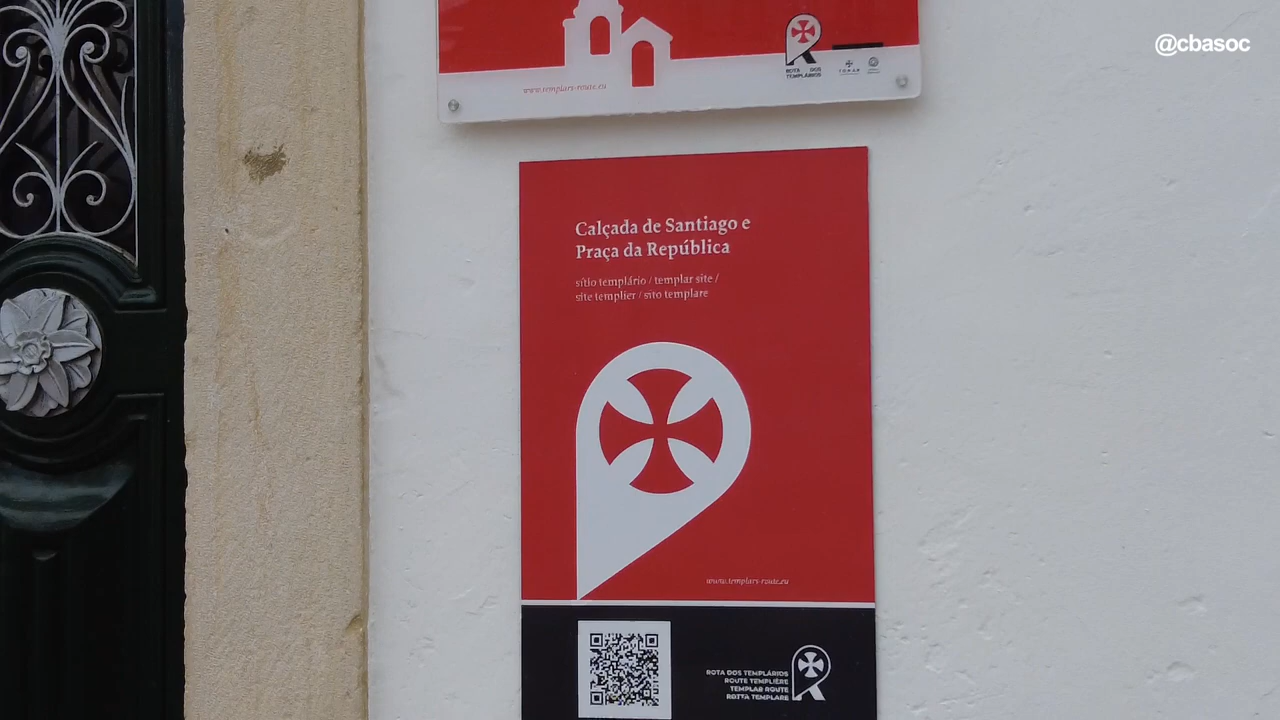 @cbasoc
ROTA DOS
TEMPLÁRIOS
TOMAR
www.templars-route.eu
Calçada de Santiago e
Praça da República
sítio templário / templar site /
site templier / sito templare
www.templars-route.eu
ROTA DOS TEMPLÁRIOS
ROUTE TEMPLIÈRE
TEMPLAR ROUTE
ROTTA TEMPLARE